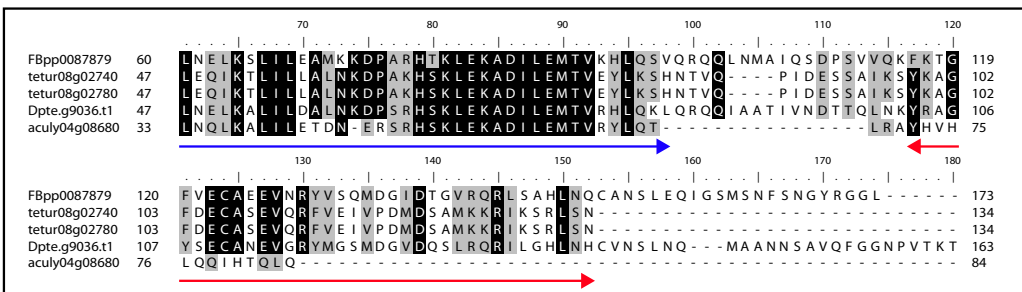 70 80 90 100 110 120
FBpp0087879 60 LNELKSLILEAMKKDPARHTKLEKADILEMTVKHLQSVQRQQLNMAIQSDPSVVQKFKTG 119
tetur08g02740 47 LEQIKTLILLALNKDPAKHSKLEKADILEMTVEYLKSHNTVQ----PIDESSAIKSYKAG 102
tetur08g02780 47 LEQIKTLILLALNKDPAKHSKLEKADILEMTVEYLKSHNTVQ----PIDESSAIKSYKAG 102
Dpte.g9036.t1 47 LNELKALILDALNKDPSRHSKLEKADILEMTVKHLQKLQRQQIAATIVNDTTQLNKYRAG 106
aculy04g08680 33 LNQLKALILETDN-ERSRHSKLEKADILEMTVRYLQT----------------LRAYHVH 75
130 140 150 160 170 180
FBpp0087879 120 FVECAEEVNRYVSQMDGIDTGVRQRLSAHLNQCANSLEQIGSMSNFSNGYRGGL------ 173
tetur08g02740 103 FDECASEVQRFVEIVPDMDSAMKKRIKSRLSN---------------------------- 134
tetur08g02780 103 FDECASEVQRFVEIVPDMDSAMKKRIKSRLSN---------------------------- 134
Dpte.g9036.t1 107 YSECANEVGRYMGSMDGVDQSLRQRILGHLNHCVNSLNQ---MAANNSAVQFGGNPVTKT 163
aculy04g08680 76 LQQIHTQLQ--------------------------------------------------- 84